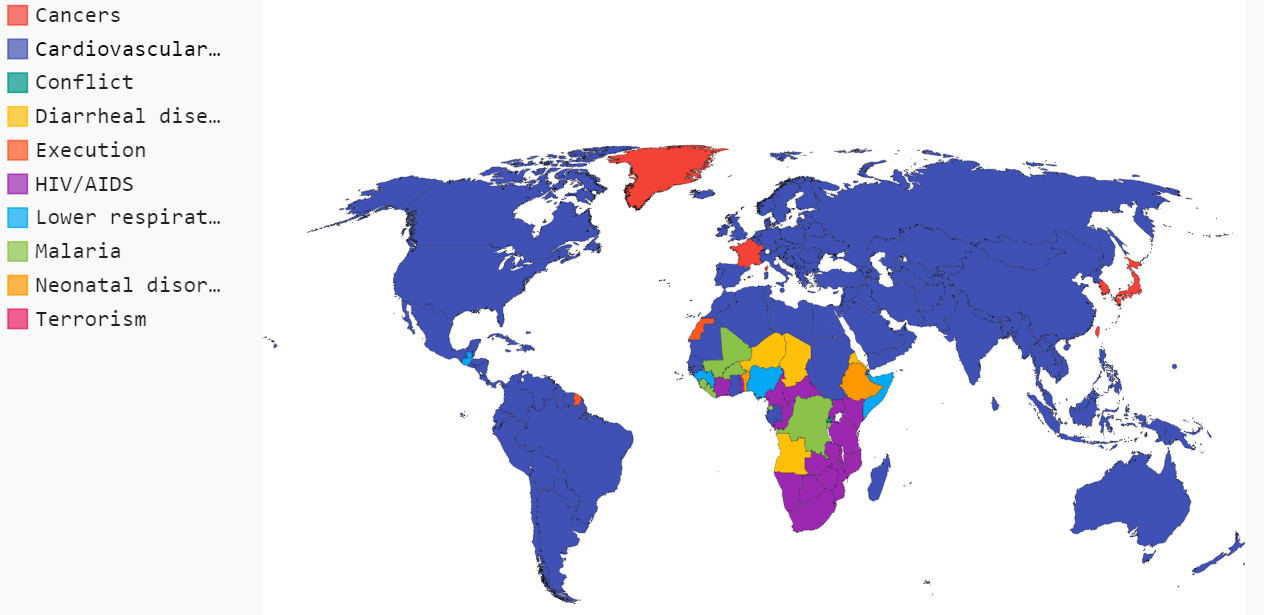 Cancers
Cardiovascular…
Conflict
Diarrheal dise…
Execution
HIV/AIDS
Lower respirat…
Malaria
Neonatal disor…
Terrorism